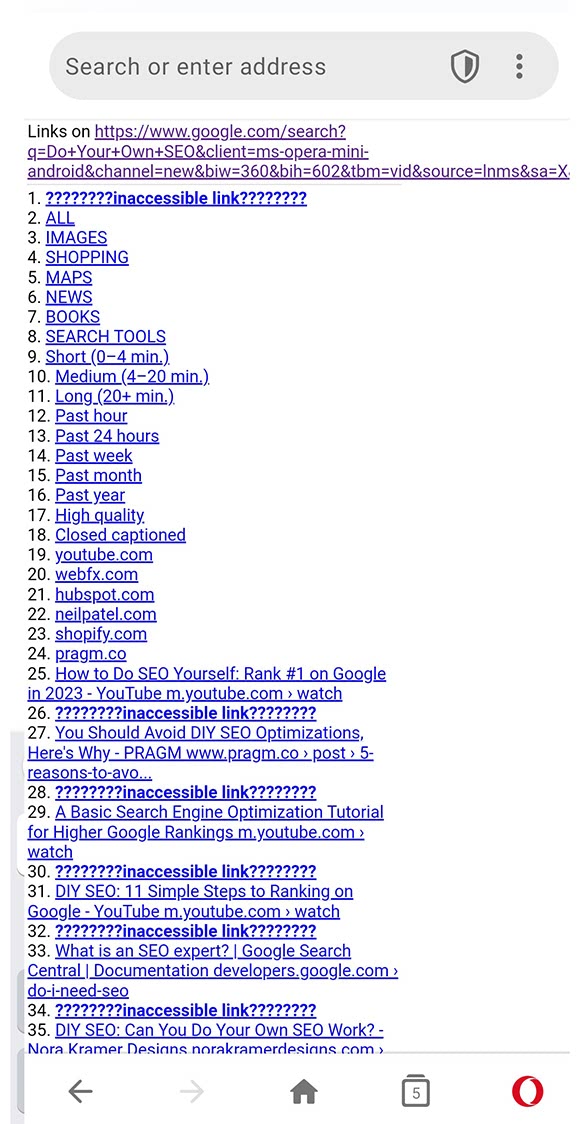 Search or enter address
Links on https://www.google.com/search?
q=Do+Your+Own+SEO&client=ms-opera-mini-
android&channel=new&biw=360&bih=602&tbm=vid&source=lnms&sa=X
1. ????????inaccessible link????????
2. ALL
3. IMAGES
4. SHOPPING
5. MAPS
6. NEWS
7. BOOKS
8. SEARCH TOOLS
9. Short (0–4 min.)
10. Medium (4–20 min.)
11. Long (20+ min.)
12. Past hour
13. Past 24 hours
14. Past week
15. Past month
16. Past year
17. High quality
18. Closed captioned
19. youtube.com
20. webfx.com
21. hubspot.com
22. neilpatel.com
23. shopify.com
24. pragm.co
25. How to Do SEO Yourself: Rank #1 on Google
in 2023 - YouTube m.youtube.com › watch
26. ????????inaccessible link????????
27. You Should Avoid DIY SEO Optimizations,
Here's Why - PRAGM www.pragm.co › post › 5-
reasons-to-avo...
28. ????????inaccessible link????????
29. A Basic Search Engine Optimization Tutorial
for Higher Google Rankings m.youtube.com ›
watch
30. ????????inaccessible link????????
31. DIY SEO: 11 Simple Steps to Ranking on
Google - YouTube m.youtube.com › watch
32. ????????inaccessible link????????
33. What is an SEO expert? | Google Search
Central | Documentation developers.google.com ›
do-i-need-seo
34. ????????inaccessible link????????
35. DIY SEO: Can You Do Your Own SEO Work? -
Nora Kramer Designs norakramerdesigns.com ›
5